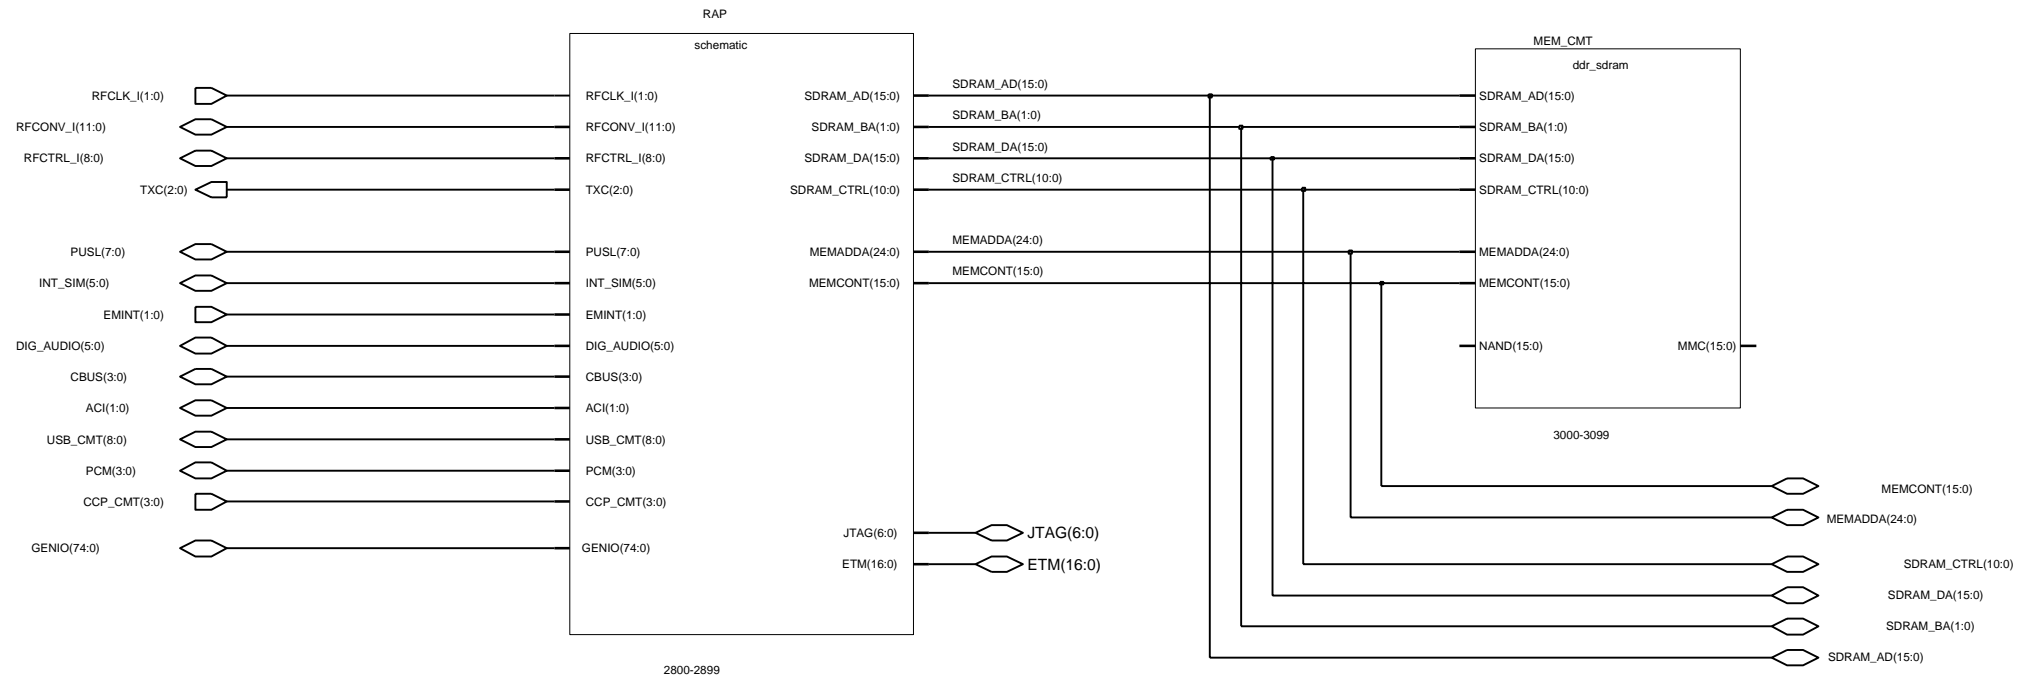 RAP
schematic
MEM_CMT
ddr_sdram
RFCLK_I(1:0)
RFCONV_I(11:0)
RFCTRL_I(8:0)
TXC(2:0)
PUSL(7:0)
INT_SIM(5:0)
EMINT(1:0)
DIG_AUDIO(5:0)
CBUS(3:0)
ACI(1:0)
USB_CMT(8:0)
PCM(3:0)
CCP_CMT(3:0)
GENIO(74:0)
RFCLK_I(1:0)
RFCONV_I(11:0)
RFCTRL_I(8:0)
TXC(2:0)
PUSL(7:0)
INT_SIM(5:0)
EMINT(1:0)
DIG_AUDIO(5:0)
CBUS(3:0)
ACI(1:0)
USB_CMT(8:0)
PCM(3:0)
CCP_CMT(3:0)
GENIO(74:0)
SDRAM_AD(15:0)
SDRAM_BA(1:0)
SDRAM_DA(15:0)
SDRAM_CTRL(10:0)
MEMADDA(24:0)
MEMCONT(15:0)
JTAG(6:0)
ETM(16:0)
2800-2899
SDRAM_AD(15:0)
SDRAM_BA(1:0)
SDRAM_DA(15:0)
SDRAM_CTRL(10:0)
MEMADDA(24:0)
MEMCONT(15:0)
JTAG(6:0)
ETM(16:0)
SDRAM_AD(15:0)
SDRAM_BA(1:0)
SDRAM_DA(15:0)
SDRAM_CTRL(10:0)
MEMADDA(24:0)
MEMCONT(15:0)
NAND(15:0)
MMC(15:0)
3000-3099
MEMCONT(15:0)
MEMADDA(24:0)
SDRAM_CTRL(10:0)
SDRAM_DA(15:0)
SDRAM_BA(1:0)
SDRAM_AD(15:0)